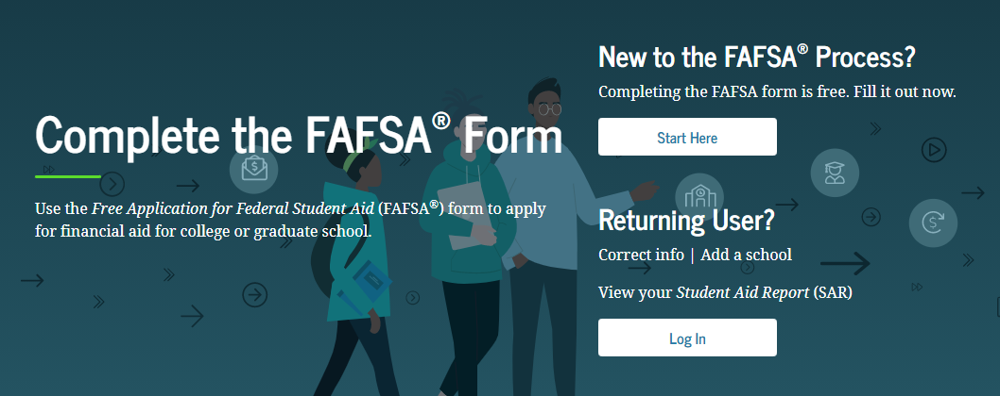 Complete the FAFSA® Form
Use the Free Application for Federal Student Aid (FAFSA®) form to apply
for financial aid for college or graduate school.
New to the FAFSA® Process?
Completing the FAFSA form is free. Fill it out now.
Start Here
Returning User?
Correct info | Add a school
View your Student Aid Report (SAR)
Log In